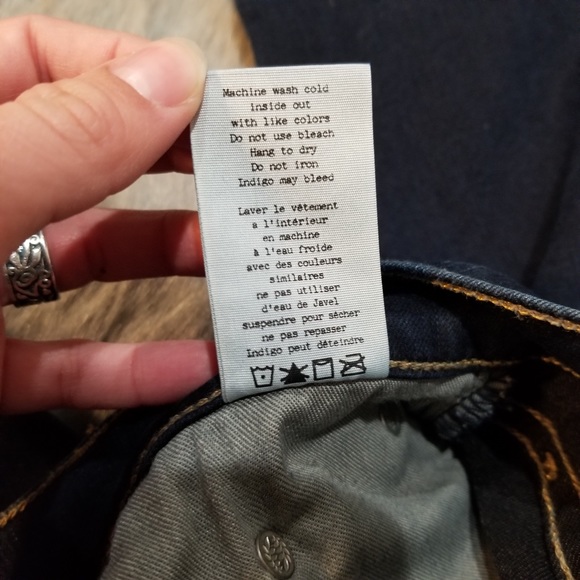 Machine wash cold
inside out
with like colors
Do not use bleach
Hang to dry
Do not iron
Indigo may bleed
Laver le vêtement
a l'intérieur
en machine
à l'eau froide
avec des couleurs
similaires
ne pas utiliser
d'eau de Javel
suspendre pour sécher
ne pas repasser
Indigo peut déteindre